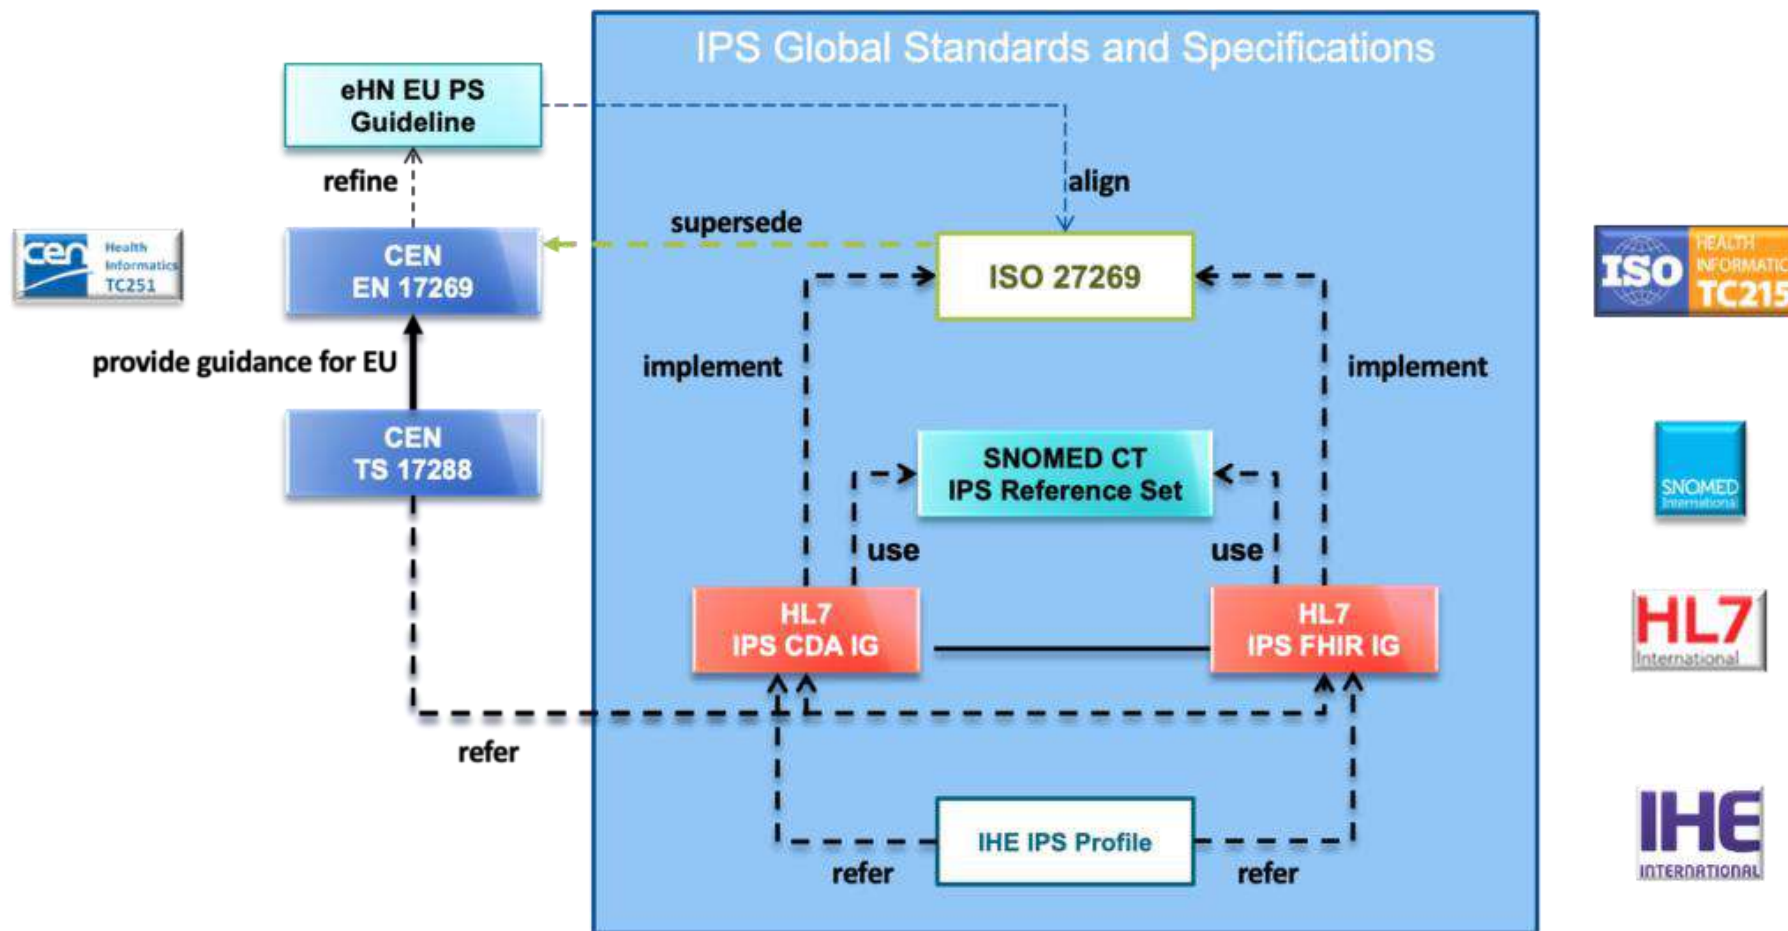 IPS Global Standards and Specifications
eHN EU PS
Guideline
refine
align
supersede
cen
Health
Informatics
TC251
CEN
EN 17269
ISO 27269
ISO
HEALTH
INFORMATIC
TC215
provide guidance for EU
implement
implement
CEN
TS 17288
SNOMED CT
IPS Reference Set
SNOMED
International
use
use
HL7
IPS CDA IG
HL7
IPS FHIR IG
HL7
International
refer
IHE IPS Profile
refer
refer
IHE
INTERNATIONAL